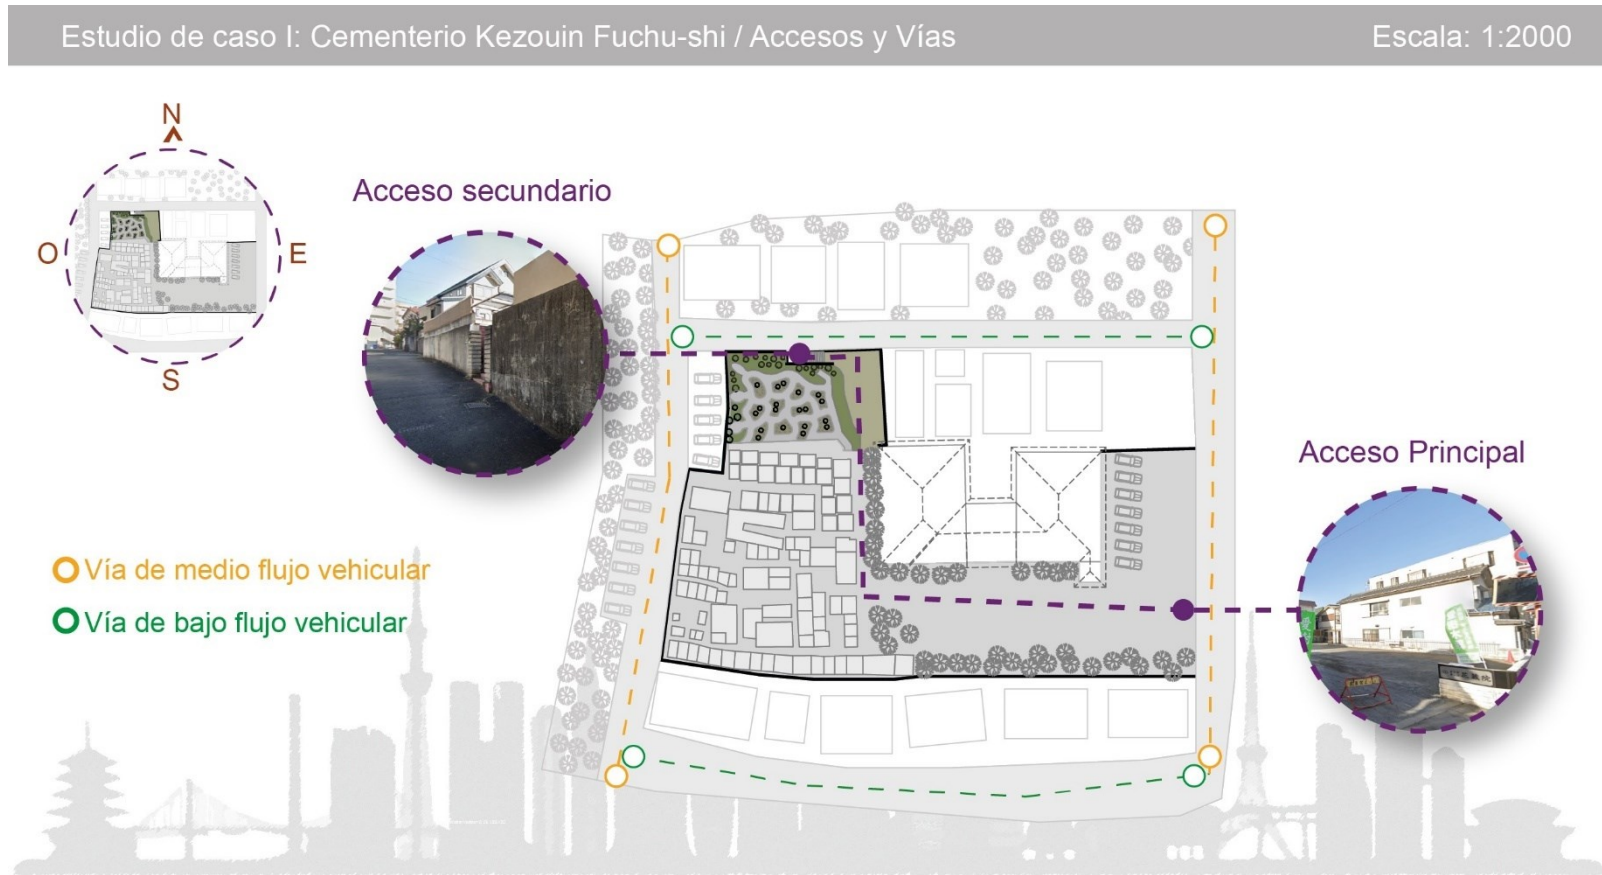 Estudio de caso I: Cementerio Kezouin Fuchu-shi / Accesos y Vías
Escala: 1:2000
N
O
E
S
Acceso secundario
Acceso Principal
Vía de medio flujo vehicular
Vía de bajo flujo vehicular